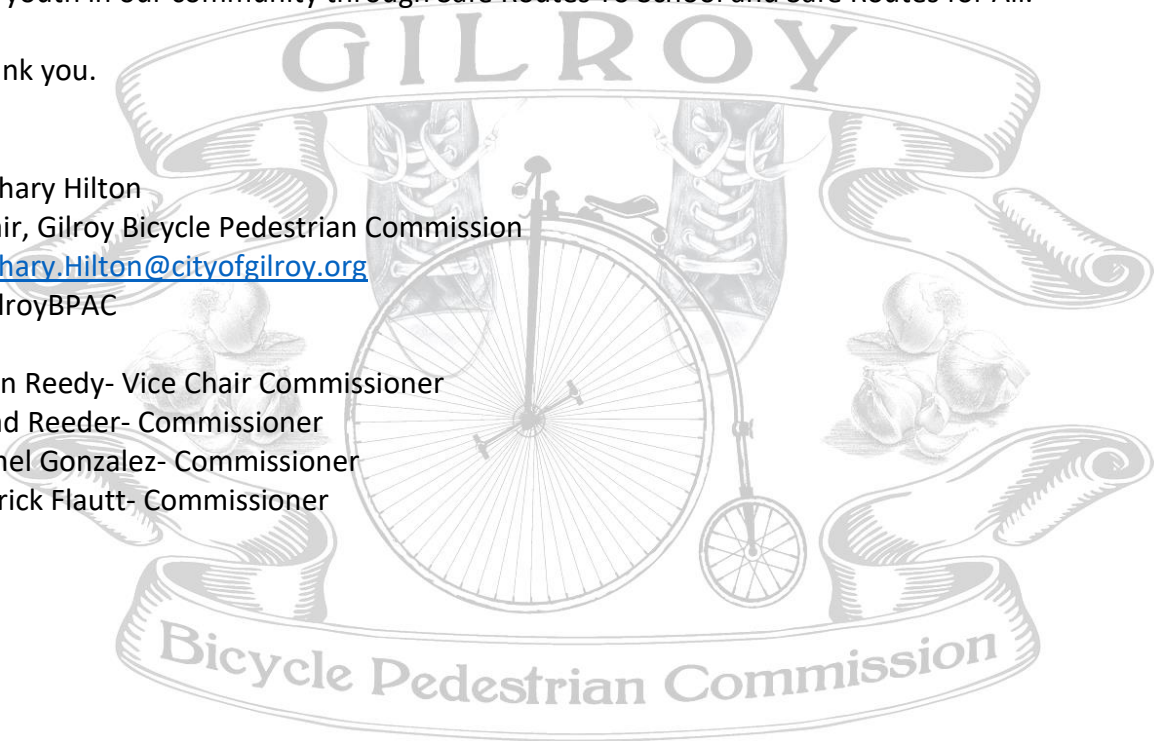 youth in our community through Safe Routes To School and Safe Routes for All.
GILROY
nk you.
hary Hilton
ir, Gilroy Bicycle Pedestrian Commission
hary.Hilton@cityofgilroy.org
lroyBPAC
n Reedy- Vice Chair Commissioner
d Reeder- Commissioner
nel Gonzalez- Commissioner
rick Flautt- Commissioner
Bicycle Pedestrian Commission